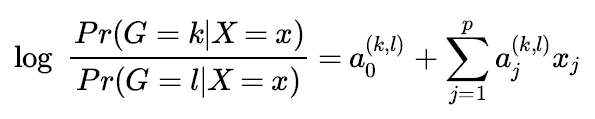 log Pr(G = k|X = x) / Pr(G = l|X = x) = a_0^{(k,l)} + \sum_{j=1}^{p} a_j^{(k,l)} x_j